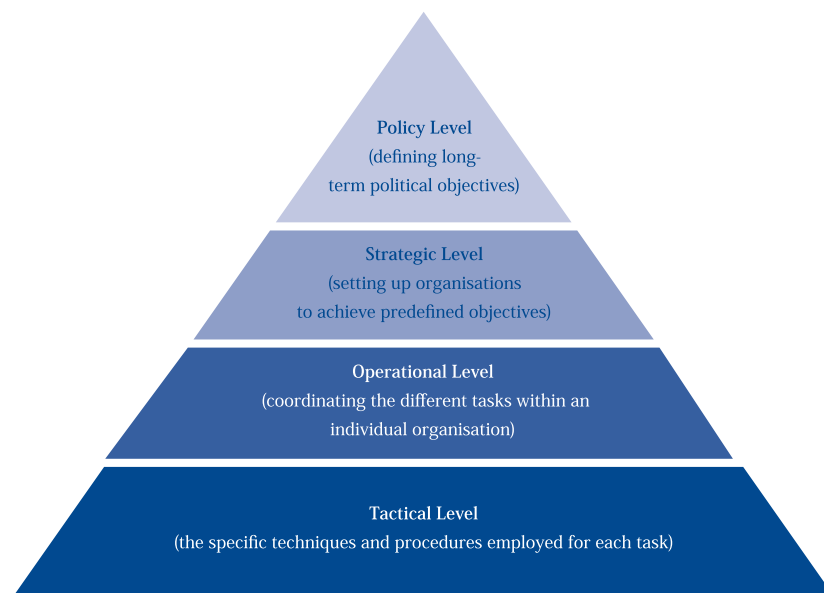 Policy Level
(defining long-
term political objectives)
Strategic Level
(setting up organisations
to achieve predefined objectives)
Operational Level
(coordinating the different tasks within an
individual organisation)
Tactical Level
(the specific techniques and procedures employed for each task)